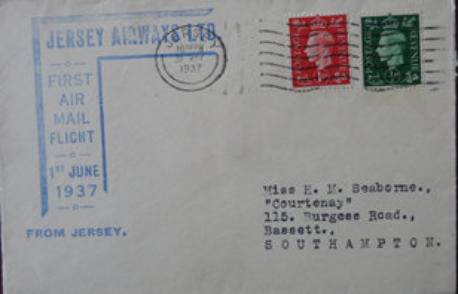 JERSEY AIRWAYS LTD
FIRST
AIR
MAIL
FLIGHT
1ST JUNE
1937
FROM JERSEY.
1937
Miss H. M. Seaborne.,
"Courtenay"
115. Burgess Road.,
Bassett.,
SOUTHAMPTON.